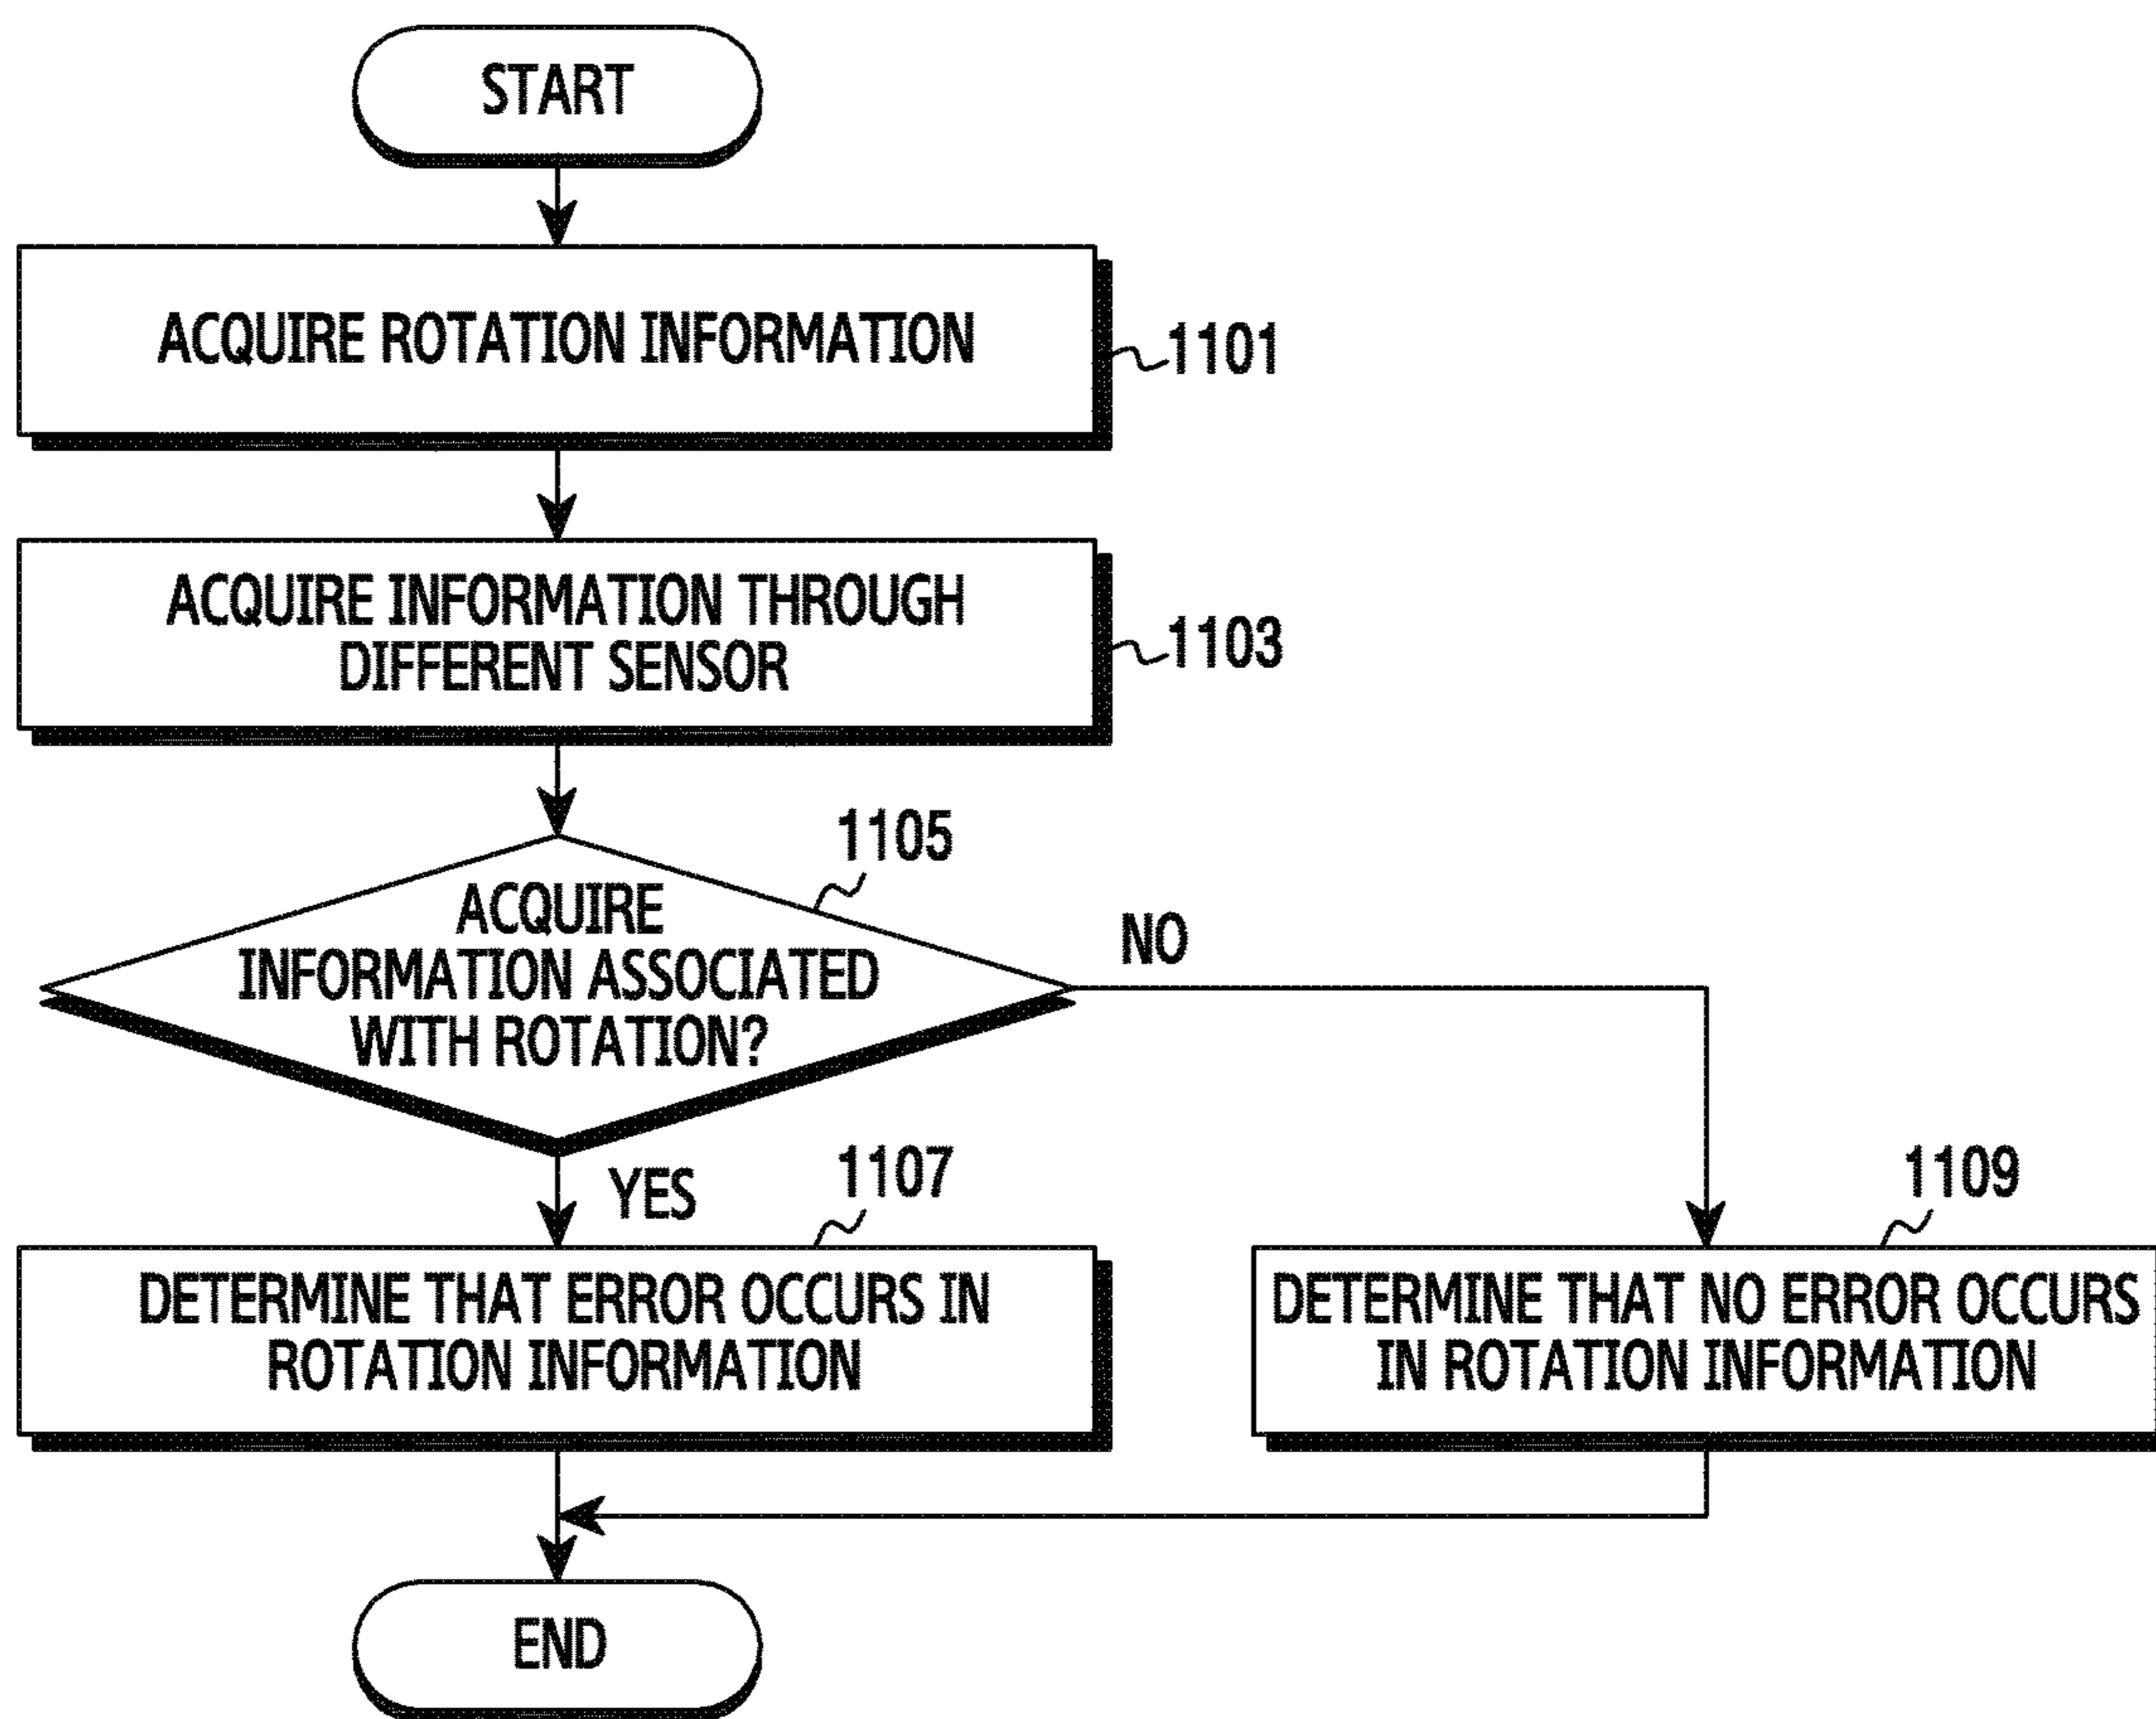 START
ACQUIRE ROTATION INFORMATION
1101
ACQUIRE INFORMATION THROUGH
DIFFERENT SENSOR
1103
1105
ACQUIRE
INFORMATION ASSOCIATED
WITH ROTATION?
NO
YES
1107
DETERMINE THAT ERROR OCCURS IN
ROTATION INFORMATION
1109
DETERMINE THAT NO ERROR OCCURS
IN ROTATION INFORMATION
END